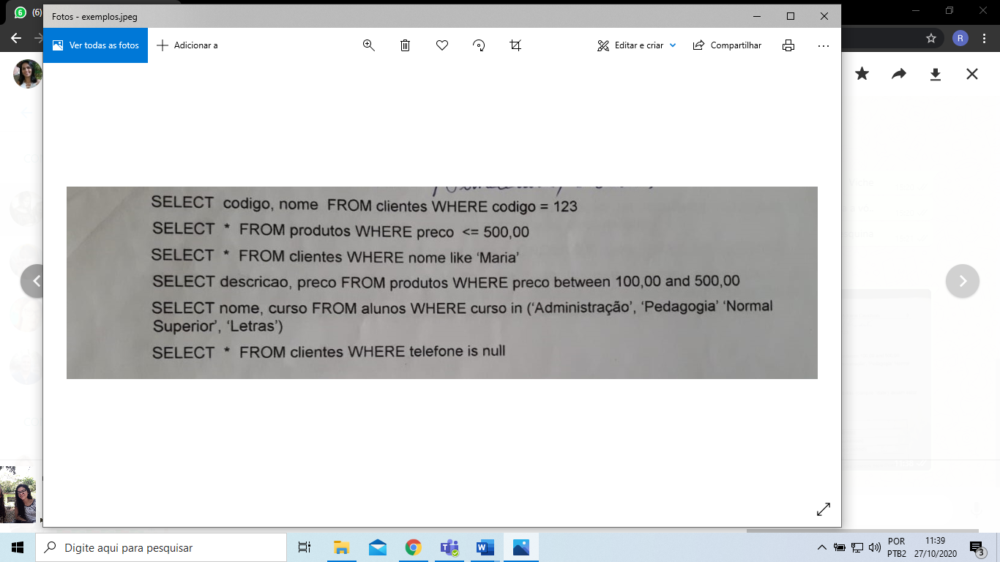 (6)
Fotos - exemplos.jpeg
Ver todas as fotos
Adicionar a
Editar e criar
Compartilhar
R
SELECT codigo, nome FROM clientes WHERE codigo = 123
SELECT * FROM produtos WHERE preco <= 500,00
SELECT * FROM clientes WHERE nome like ‘Maria’
SELECT descricao, preco FROM produtos WHERE preco between 100,00 and 500,00
SELECT nome, curso FROM alunos WHERE curso in (‘Administração’, ‘Pedagogia’ ‘Normal
Superior’, ‘Letras’)
SELECT * FROM clientes WHERE telefone is null
Digite aqui para pesquisar
POR
PTB2
11:39
27/10/2020
3